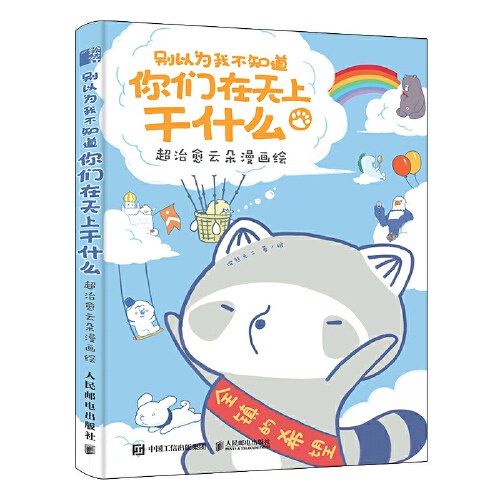 别以为我不知道
你们在天上
干什么
超治愈云朵漫画绘
全镇的希望
中国工信出版集团
人民邮电出版社
别以为我不知道
你们在天上干什么
超治愈云朵漫画绘
人民邮电出版社